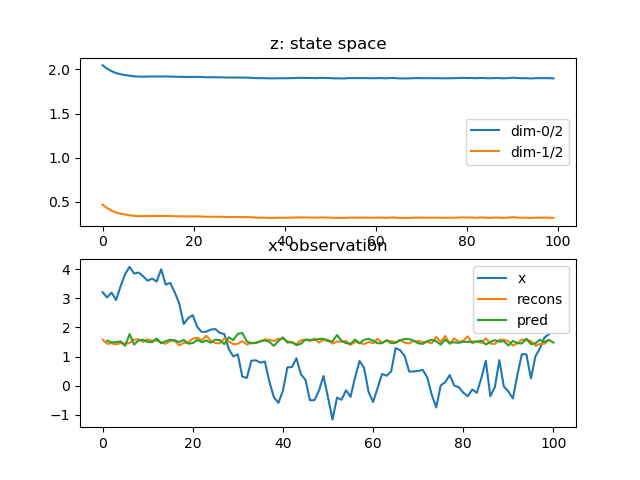 z: state space
2.0
1.5
1.0
0.5
dim-0/2
dim-1/2
0 20 40 60 80 100
x: observation
4
3
2
1
0
−1
x
recons
pred
0 20 40 60 80 100